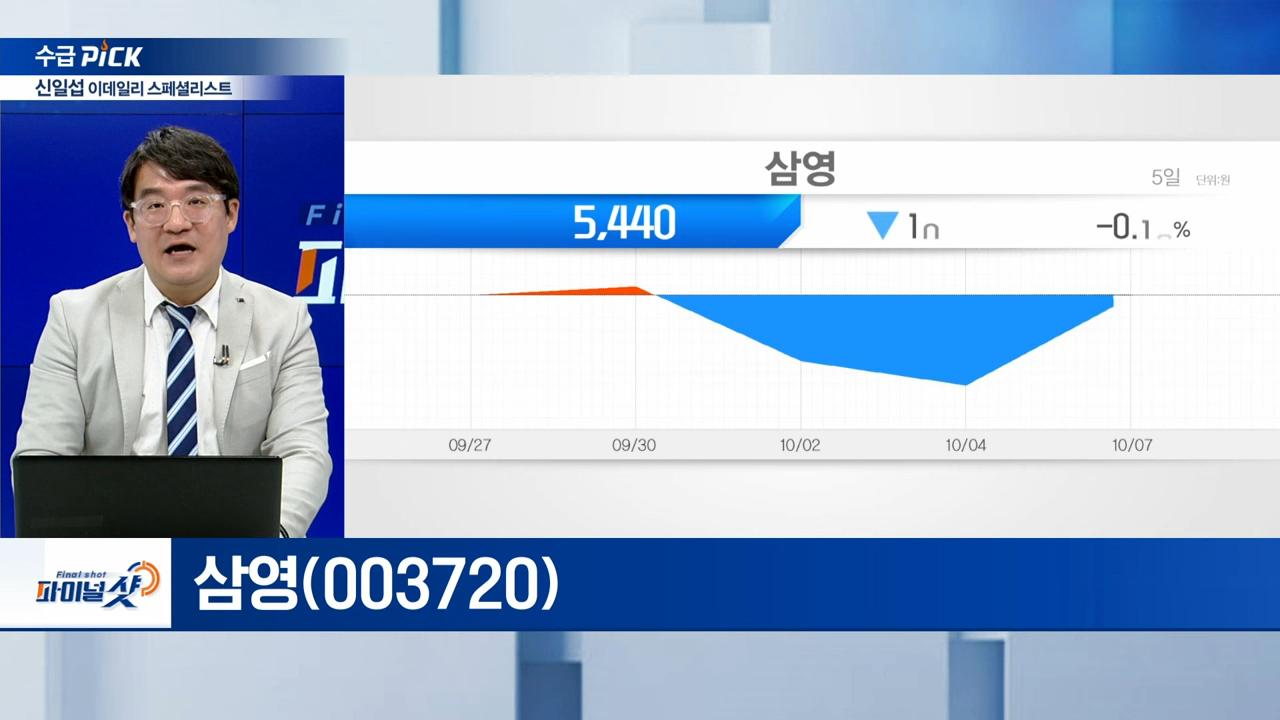 수급 PiCK
신일섭 이데일리 스페셜리스트
삼영
5일 단위:원
5,440
▼
%
09/27 09/30 10/02 10/04 10/07
Final shot
파이널샷
삼영(003720)